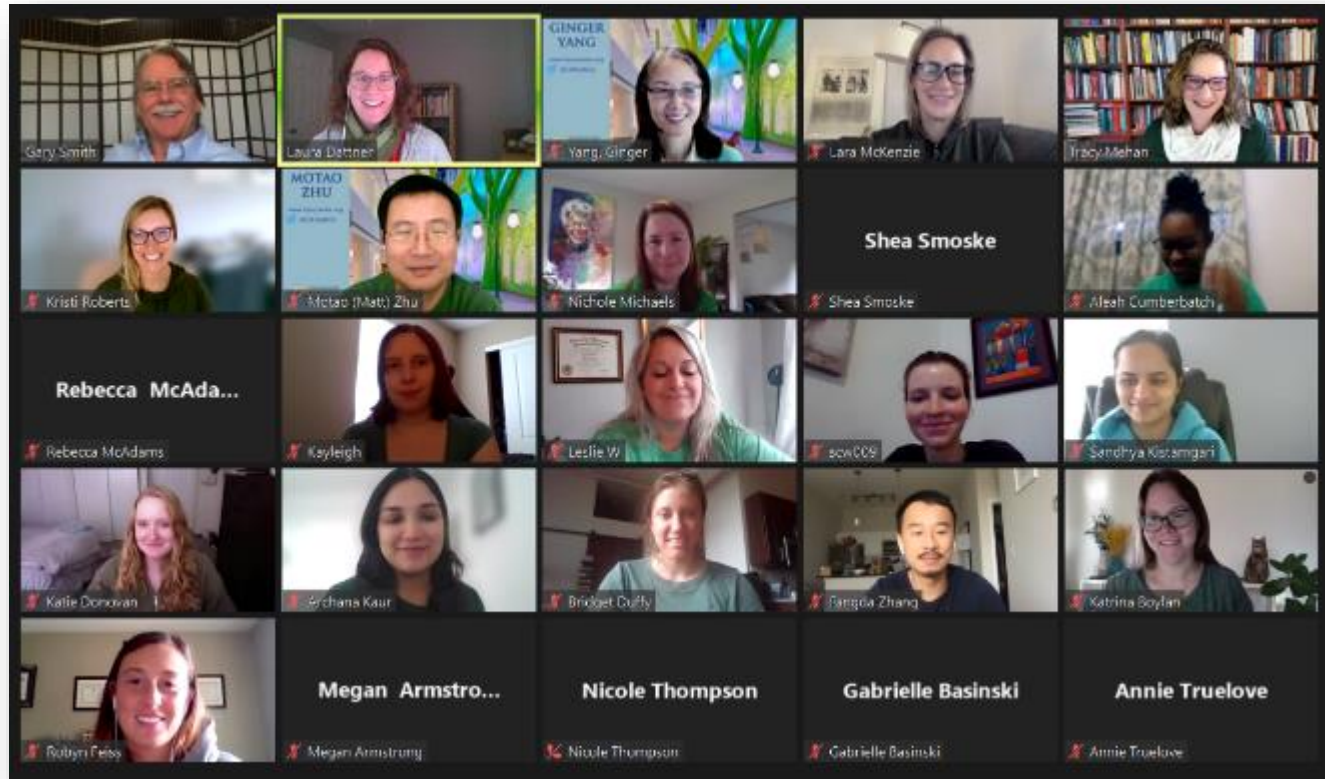 GINGER
YANG
Gary Smith
Laura Dattner
Yang, Ginger
Lara McKenzie
Tracy Mehan
MOTAO
ZHU
Shea Smoske
Kristi Roberts
Motao (Matt) Zhu
Nichole Michaels
Shea Smoske
Aleah Cumberbatch
Rebecca McAda...
Rebecca McAdams
Kayleigh
Leslie W
scw009
Sandhya Kistamgari
Katie Donovan
Archana Kaur
Bridget Duffy
Fangda Zhang
Katrina Boylan
Megan Armstro...
Nicole Thompson
Gabrielle Basinski
Annie Truelove
Robyn Feiss
Megan Armstrong
Nicole Thompson
Gabrielle Basinski
Annie Truelove